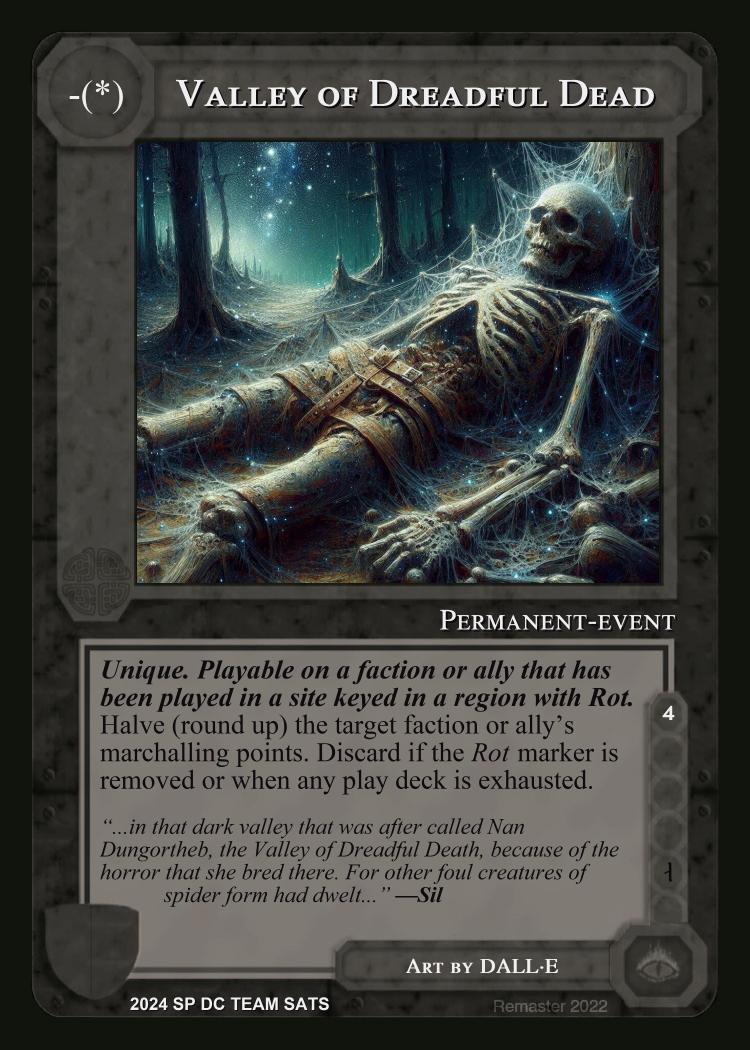 -(*)
Valley of Dreadful Dead
Permanent-event
Unique. Playable on a faction or ally that has
been played in a site keyed in a region with Rot.
Halve (round up) the target faction or ally’s
marchalling points. Discard if the Rot marker is
removed or when any play deck is exhausted.
4
“...in that dark valley that was after called Nan
Dungortheb, the Valley of Dreadful Death, because of the
horror that she bred there. For other foul creatures of
spider form had dwelt...” —Sil
Art by DALL·E
2024 SP DC TEAM SATS
Remaster 2022